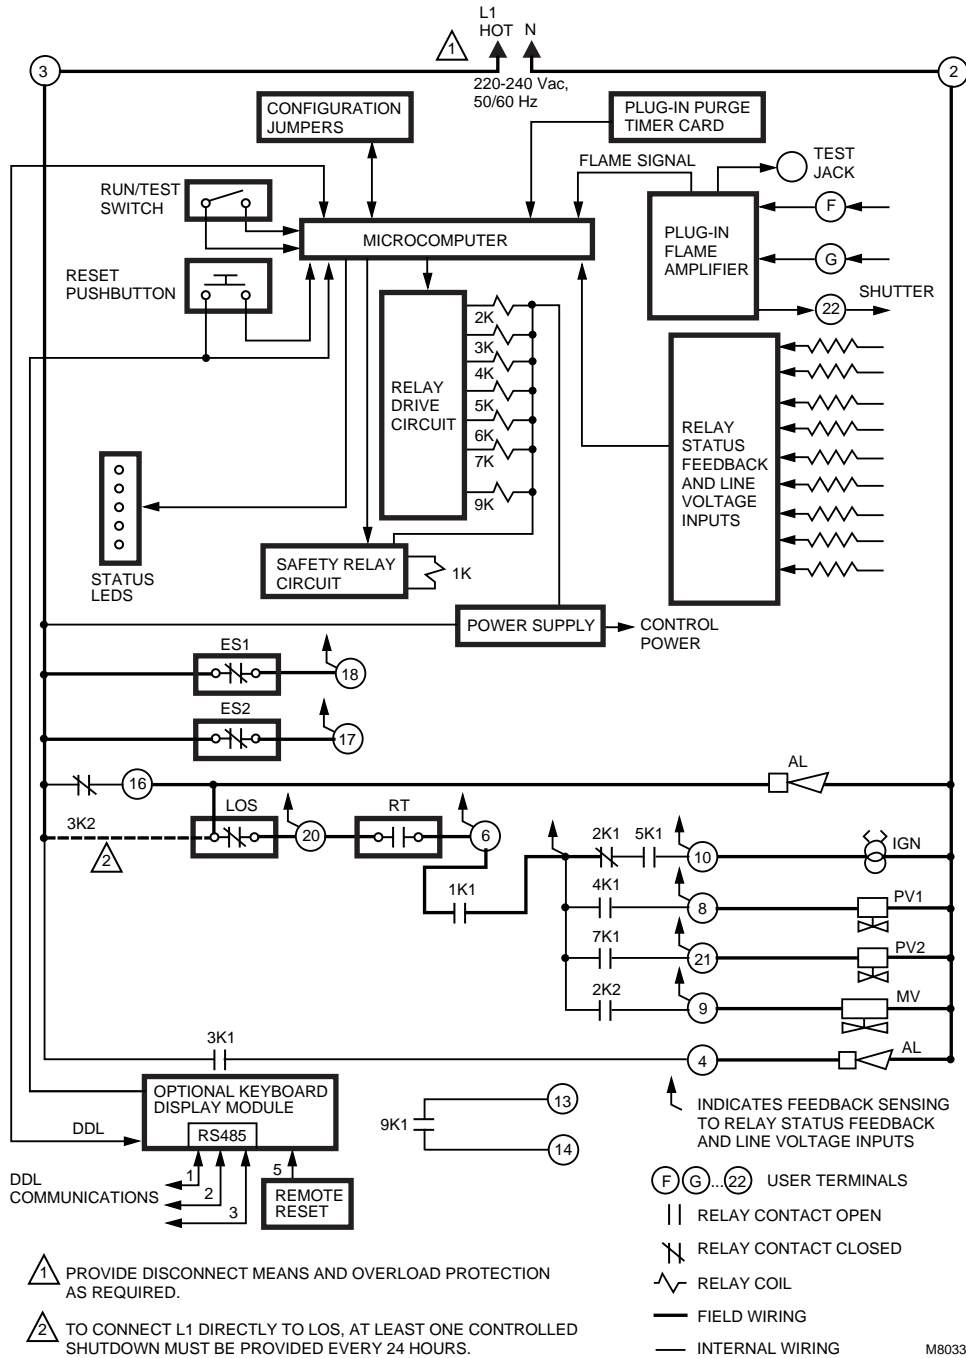 L1
HOT N
1
3
2
220-240 Vac,
50/60 Hz
CONFIGURATION
JUMPERS
PLUG-IN PURGE
TIMER CARD
FLAME SIGNAL
TEST
JACK
RUN/TEST
SWITCH
F
MICROCOMPUTER
PLUG-IN
FLAME
AMPLIFIER
G
RESET
PUSHBUTTON
SHUTTER
22
2K
3K
4K
5K
6K
7K
9K
RELAY
DRIVE
CIRCUIT
RELAY
STATUS
FEEDBACK
AND LINE
VOLTAGE
INPUTS
STATUS
LEDS
SAFETY RELAY
CIRCUIT
1K
POWER SUPPLY
CONTROL
POWER
ES1
18
ES2
17
16
AL
3K2
LOS
20
RT
6
2
1K1
2K1 5K1
10
IGN
4K1
8
PV1
7K1
21
PV2
2K2
9
MV
3K1
4
AL
OPTIONAL KEYBOARD
DISPLAY MODULE
RS485
DDL
9K1
13
14
INDICATES FEEDBACK SENSING
TO RELAY STATUS FEEDBACK
AND LINE VOLTAGE INPUTS
DDL
COMMUNICATIONS
1
2
3
5
REMOTE
RESET
F G ...22 USER TERMINALS
RELAY CONTACT OPEN
RELAY CONTACT CLOSED
RELAY COIL
FIELD WIRING
INTERNAL WIRING
1 PROVIDE DISCONNECT MEANS AND OVERLOAD PROTECTION
AS REQUIRED.
2 TO CONNECT L1 DIRECTLY TO LOS, AT LEAST ONE CONTROLLED
SHUTDOWN MUST BE PROVIDED EVERY 24 HOURS.
M8033